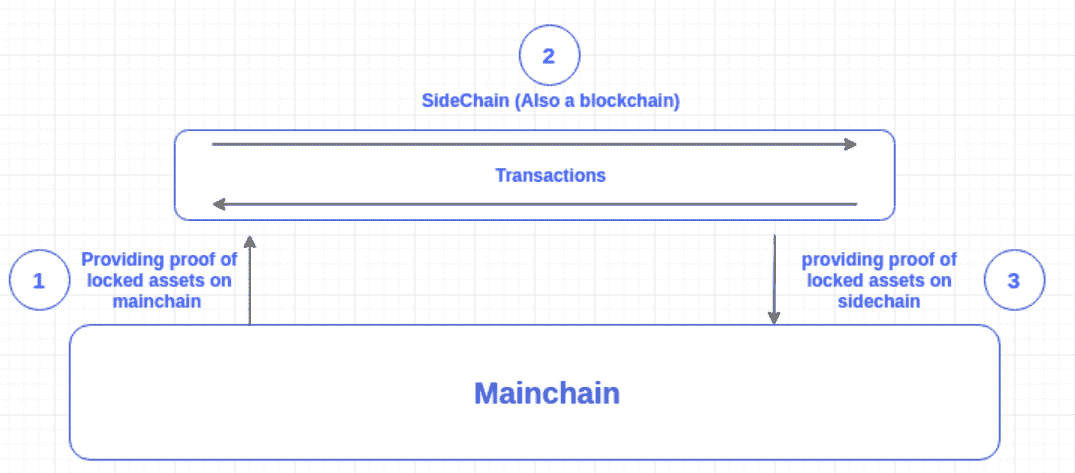 2
SideChain (Also a blockchain)
Transactions
1
Providing proof of
locked assets on
mainchain
providing proof of
locked assets on
sidechain
3
Mainchain